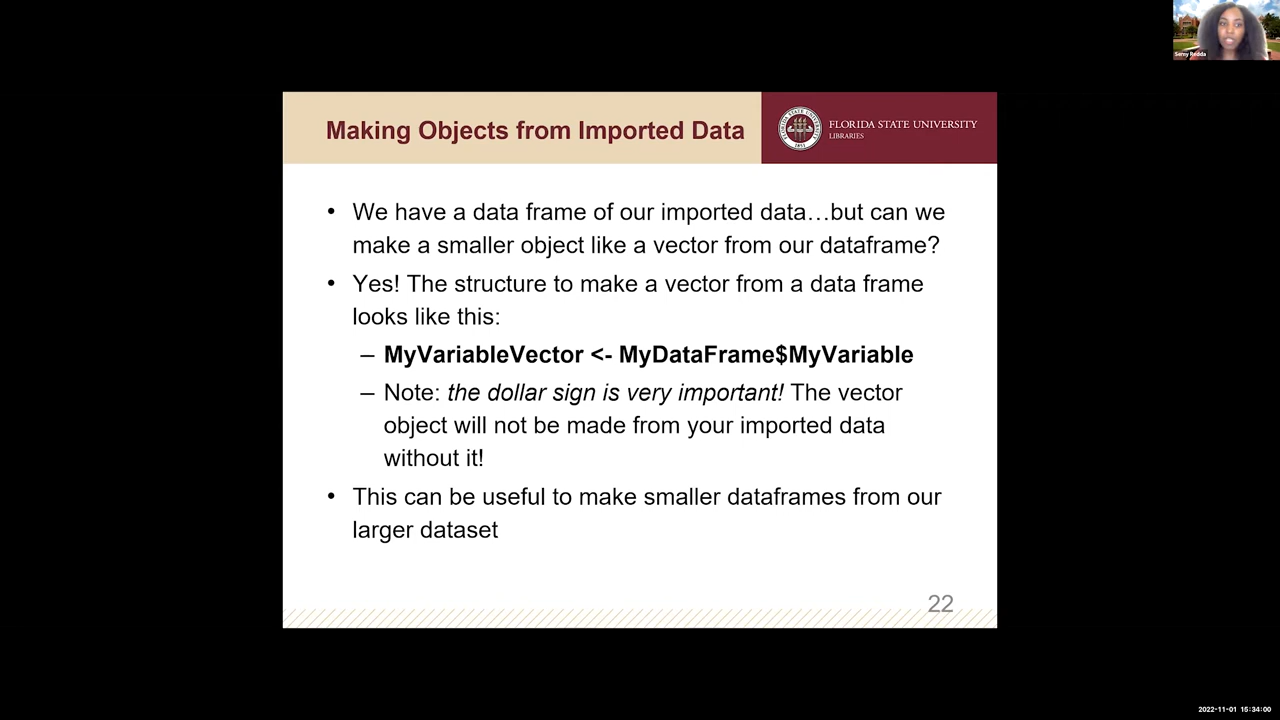 Semy Redda
Making Objects from Imported Data
FLORIDA STATE UNIVERSITY
LIBRARIES
• We have a data frame of our imported data…but can we
make a smaller object like a vector from our dataframe?
• Yes! The structure to make a vector from a data frame
looks like this:
– MyVariableVector <- MyDataFrame$MyVariable
– Note: the dollar sign is very important! The vector
object will not be made from your imported data
without it!
• This can be useful to make smaller dataframes from our
larger dataset
22
2022-11-01 15:34:00